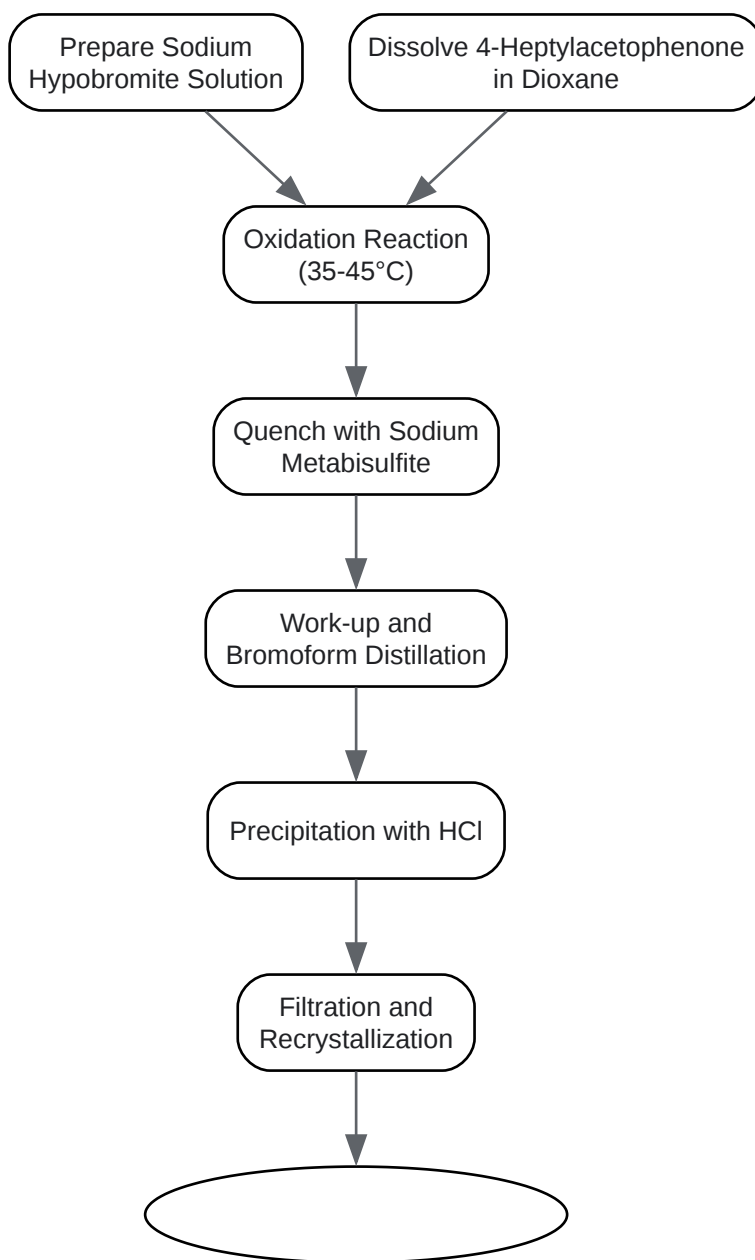 Prepare Sodium
Hypobromite Solution
Dissolve 4-Heptylacetophenone
in Dioxane
Oxidation Reaction
(35-45°C)
Quench with Sodium
Metabisulfite
Work-up and
Bromoform Distillation
Precipitation with HCl
Filtration and
Recrystallization